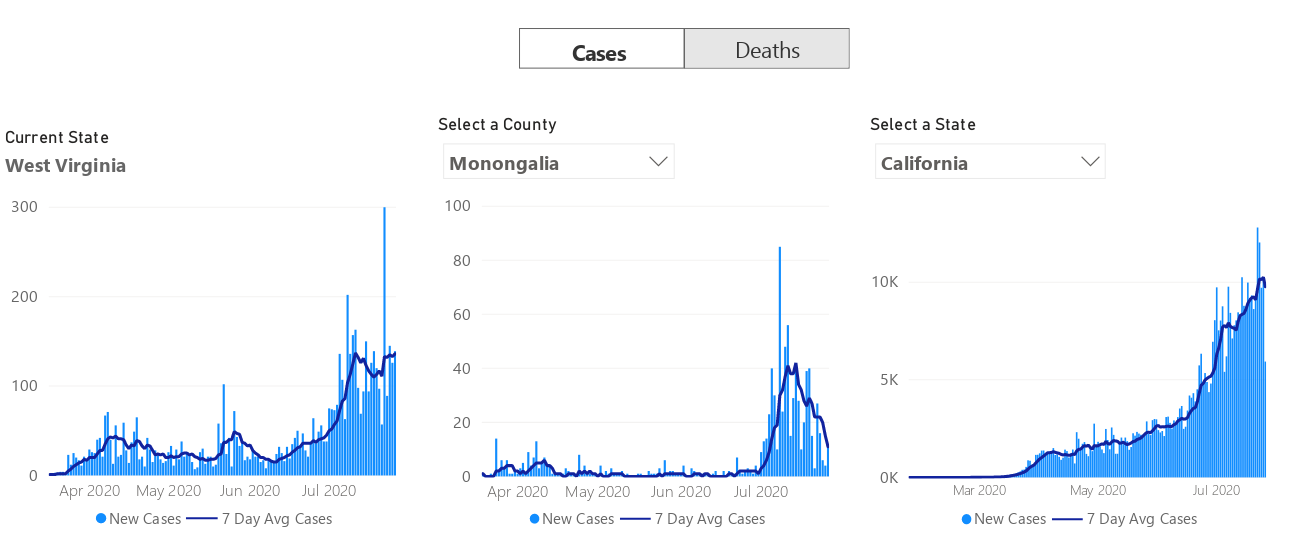 Cases Deaths
Current State
West Virginia
300
200
100
0
Apr 2020 May 2020 Jun 2020 Jul 2020
New Cases 7 Day Avg Cases
Select a County
Monongalia
100
80
60
40
20
0
Apr 2020 May 2020 Jun 2020 Jul 2020
New Cases 7 Day Avg Cases
Select a State
California
10K
5K
0K
Mar 2020 May 2020 Jul 2020
New Cases 7 Day Avg Cases